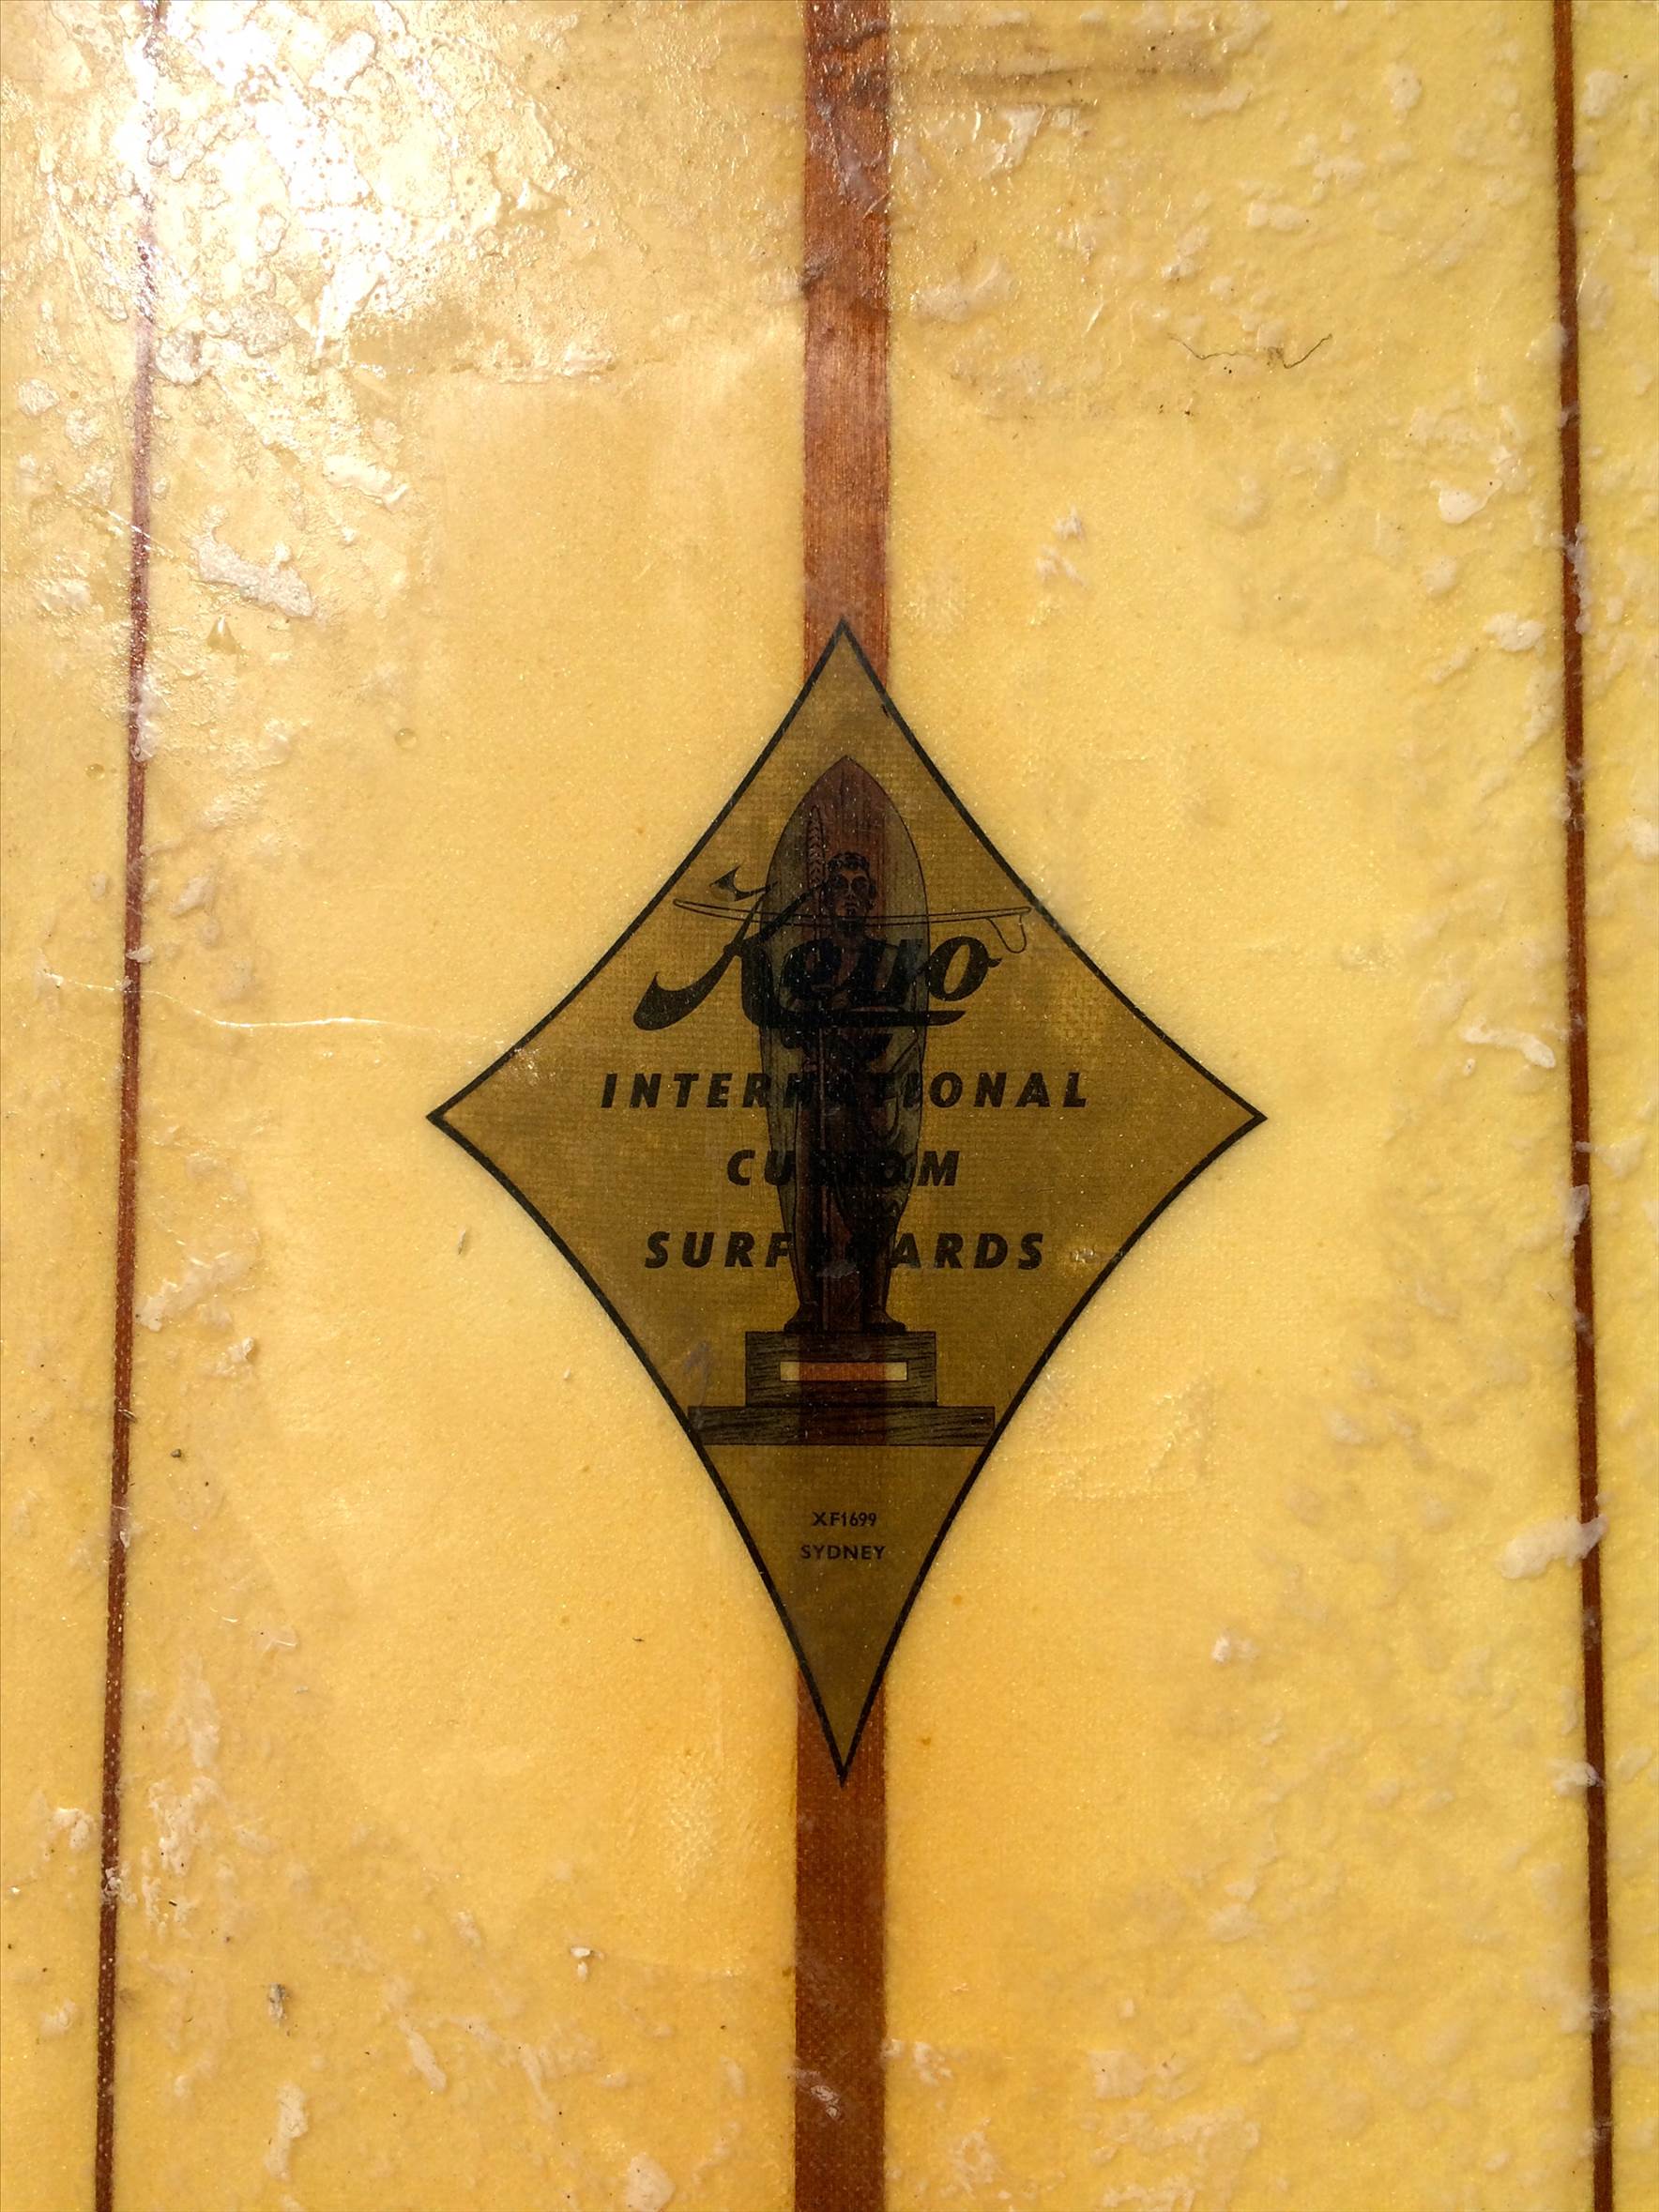 Keyo
INTERNATIONAL
CUSTOM
SURFBOARDS
XF1699
SYDNEY